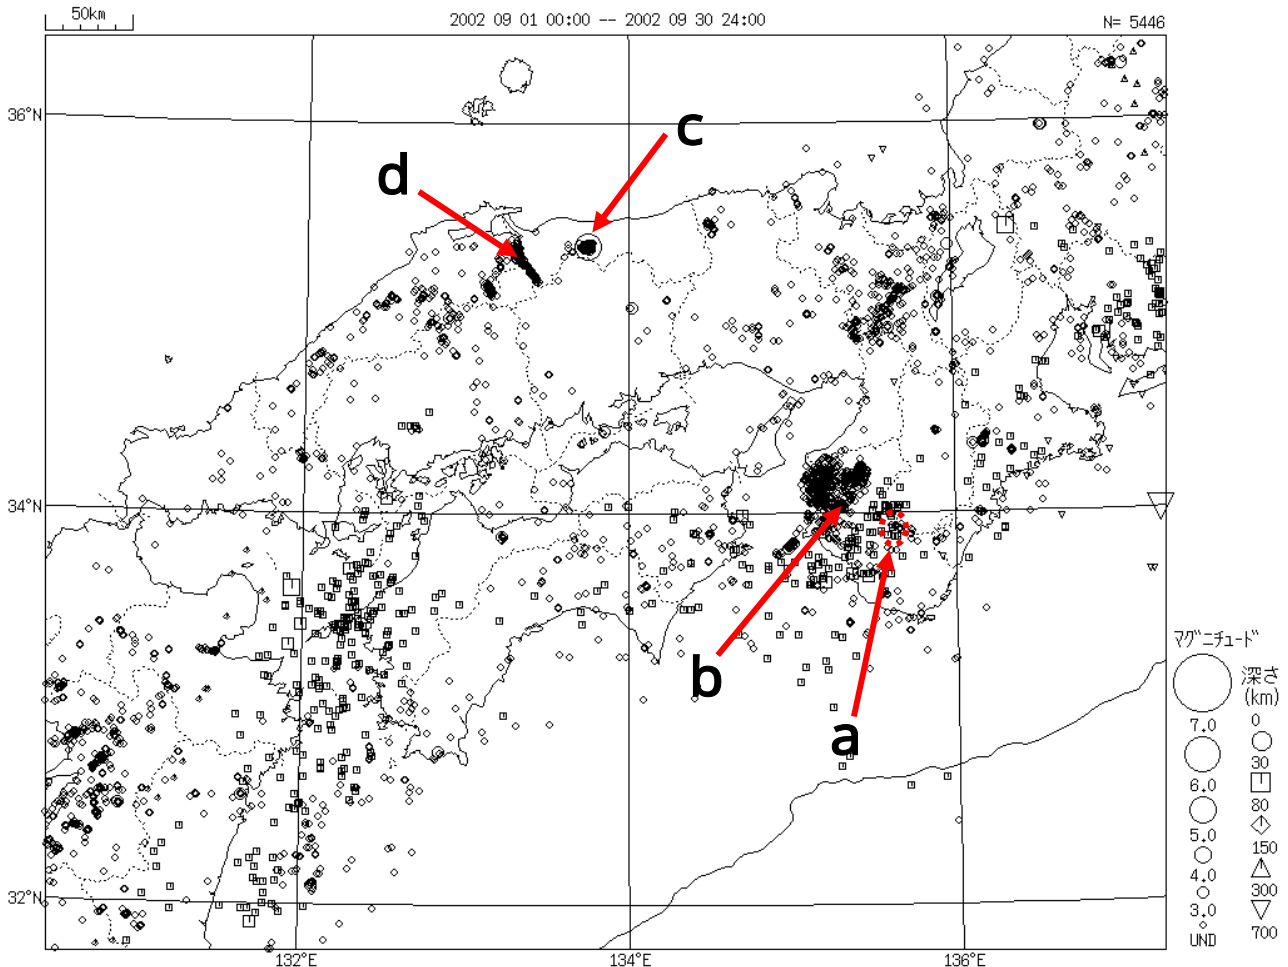 50km
2002 09 01 00:00 -- 2002 09 30 24:00
N= 5446
36°N
34°N
32°N
132°E
134°E
136°E
c
d
b
a
ﾏｸﾞﾆﾁｭｰﾄﾞ
7.0
6.0
5.0
4.0
3.0
UND
深さ
(km)
0
30
80
150
300
700